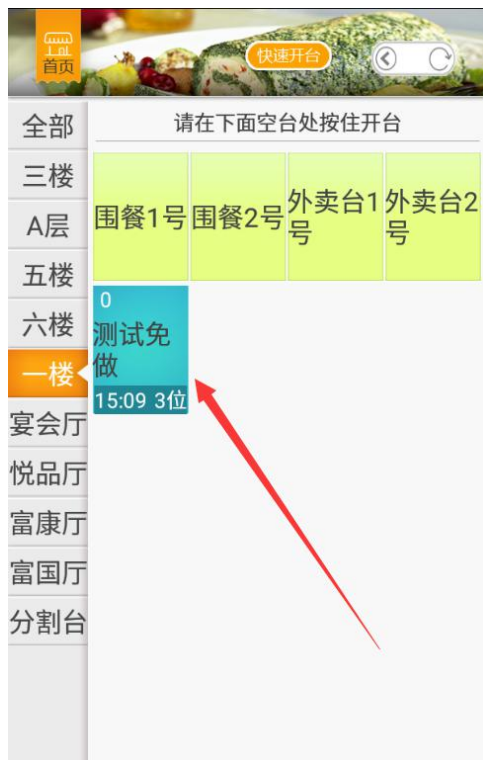 首页
快速开台
全部
三楼
A层
五楼
六楼
一楼
宴会厅
悦品厅
富康厅
富国厅
分割台
请在下面空台处按住开台
围餐1号
围餐2号
外卖台1
号
外卖台2
号
0
测试免
做
15:09 3位